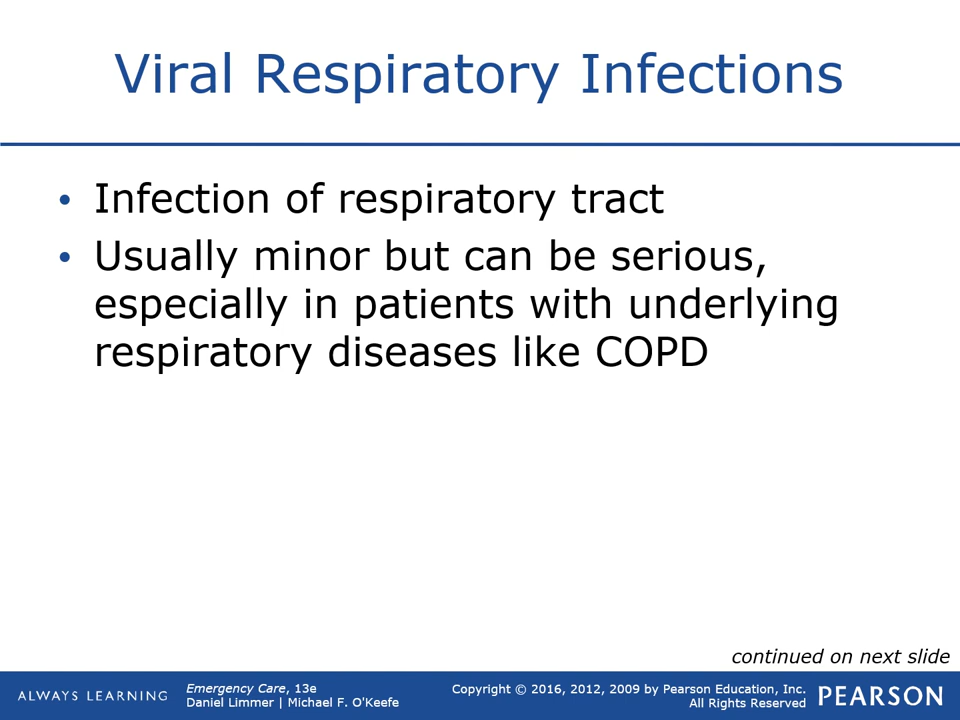 Viral Respiratory Infections
• Infection of respiratory tract
• Usually minor but can be serious,
especially in patients with underlying
respiratory diseases like COPD
continued on next slide
ALWAYS LEARNING
Emergency Care, 13e
Daniel Limmer | Michael F. O'Keefe
Copyright © 2016, 2012, 2009 by Pearson Education, Inc.
All Rights Reserved
PEARSON